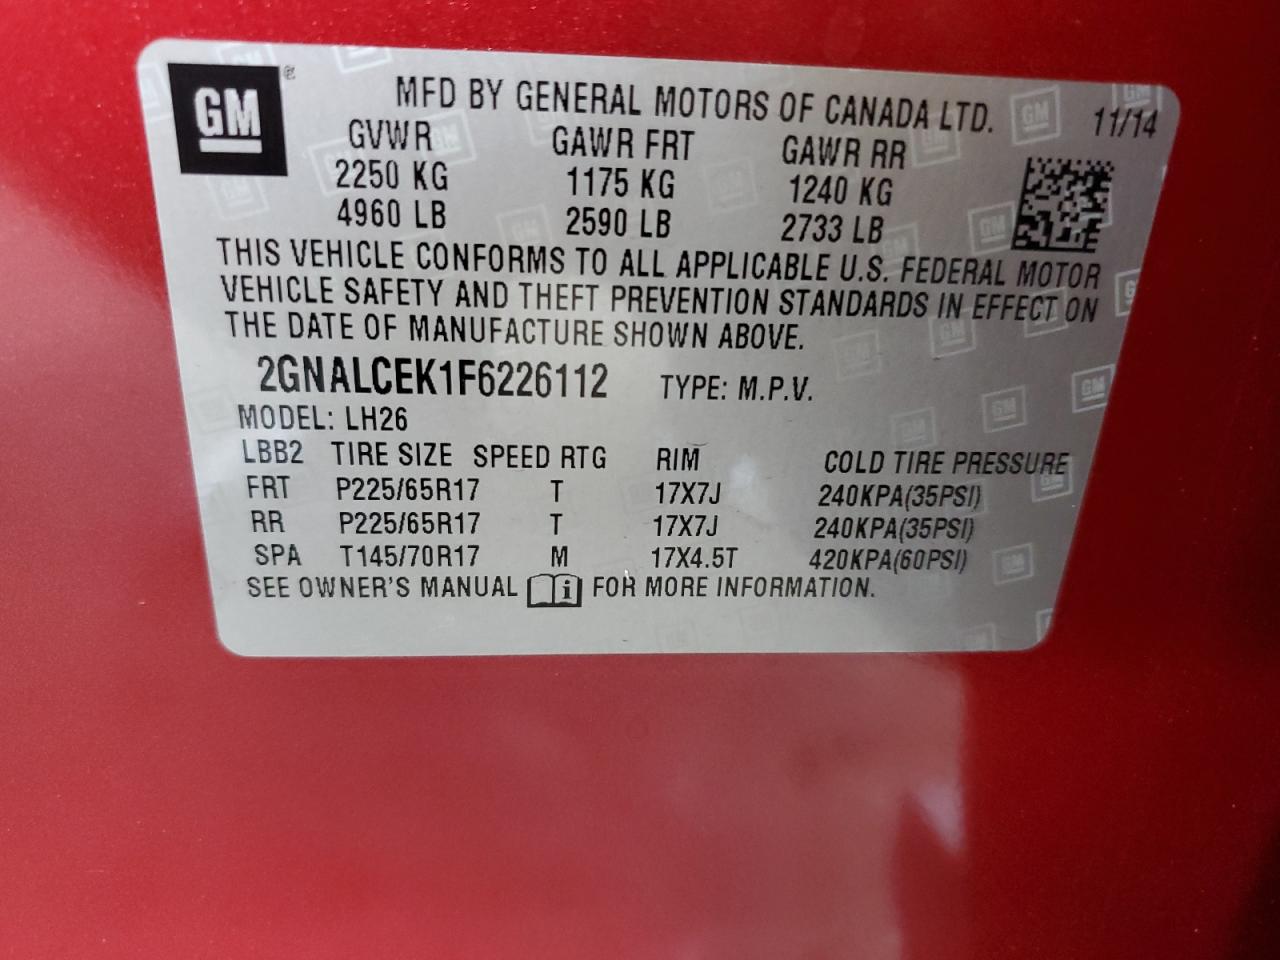 GM
MFD BY GENERAL MOTORS OF CANADA LTD. 11/14
GVWR GAWR FRT GAWR RR
2250 KG 1175 KG 1240 KG
4960 LB 2590 LB 2733 LB
THIS VEHICLE CONFORMS TO ALL APPLICABLE U.S. FEDERAL MOTOR
VEHICLE SAFETY AND THEFT PREVENTION STANDARDS IN EFFECT ON
THE DATE OF MANUFACTURE SHOWN ABOVE.
2GNALCEK1F6226112 TYPE: M.P.V.
MODEL: LH26
LBB2 TIRE SIZE SPEED RTG RIM COLD TIRE PRESSURE
FRT P225/65R17 T 17X7J 240KPA(35PSI)
RR P225/65R17 T 17X7J 240KPA(35PSI)
SPA T145/70R17 M 17X4.5T 420KPA(60PSI)
SEE OWNER'S MANUAL i FOR MORE INFORMATION.